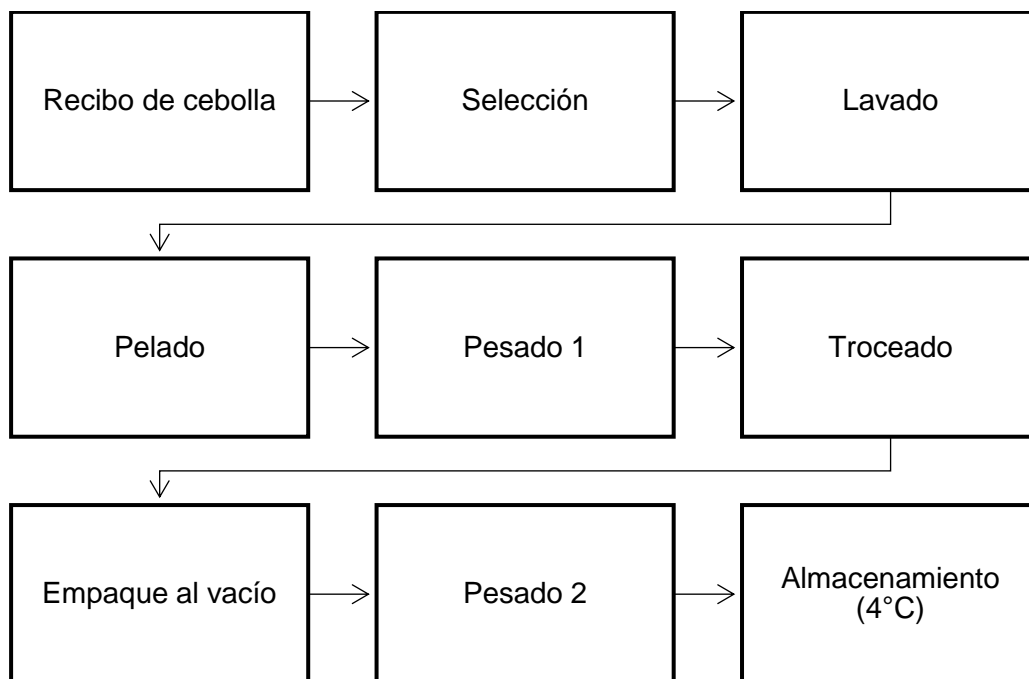 Recibo de cebolla
Selección
Lavado
Pelado
Pesado 1
Troceado
Empaque al vacío
Pesado 2
Almacenamiento
(4°C)